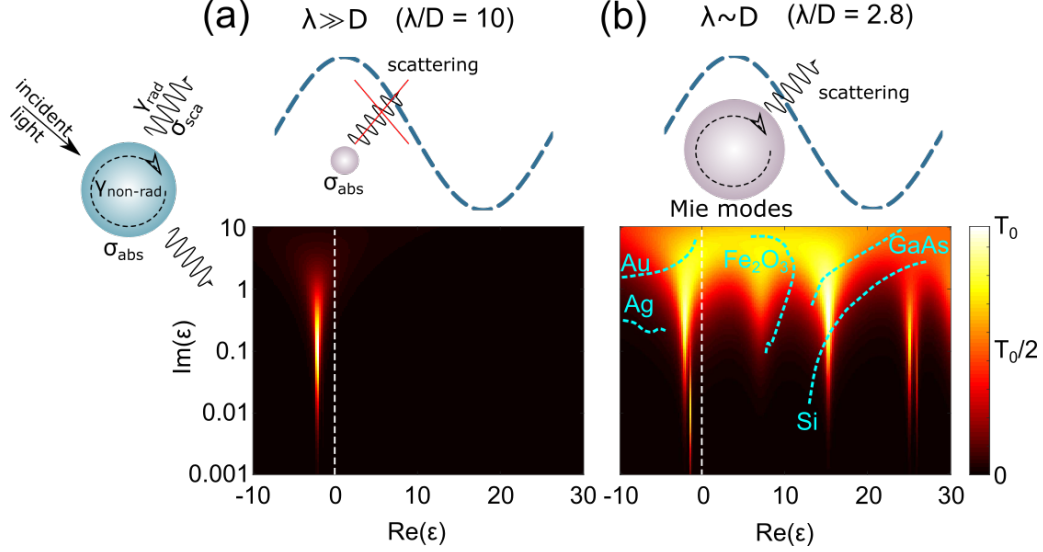 (a) λ≫D (λ/D = 10)
(b) λ~D (λ/D = 2.8)
incident
light
γrad
σsca
γnon-rad
σabs
scattering
σabs
scattering
Mie modes
10
1
0.1
0.01
0.001
Im(ε)
-10 0 10 20 30
Re(ε)
Au
Ag
Fe₂O₃
GaAs
Si
-10 0 10 20 30
Re(ε)
T₀
T₀/2
0